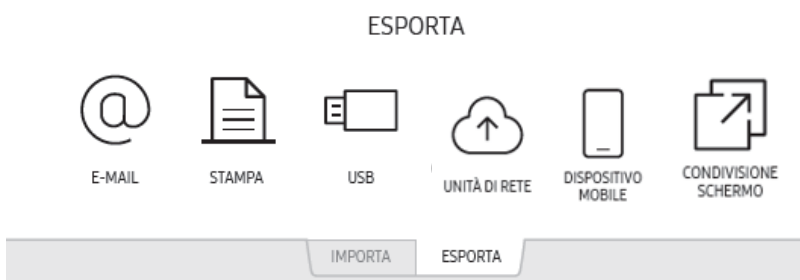 ESPORTA
E-MAIL
STAMPA
USB
UNITÀ DI RETE
DISPOSITIVO
MOBILE
CONDIVISIONE
SCHERMO
IMPORTA
ESPORTA